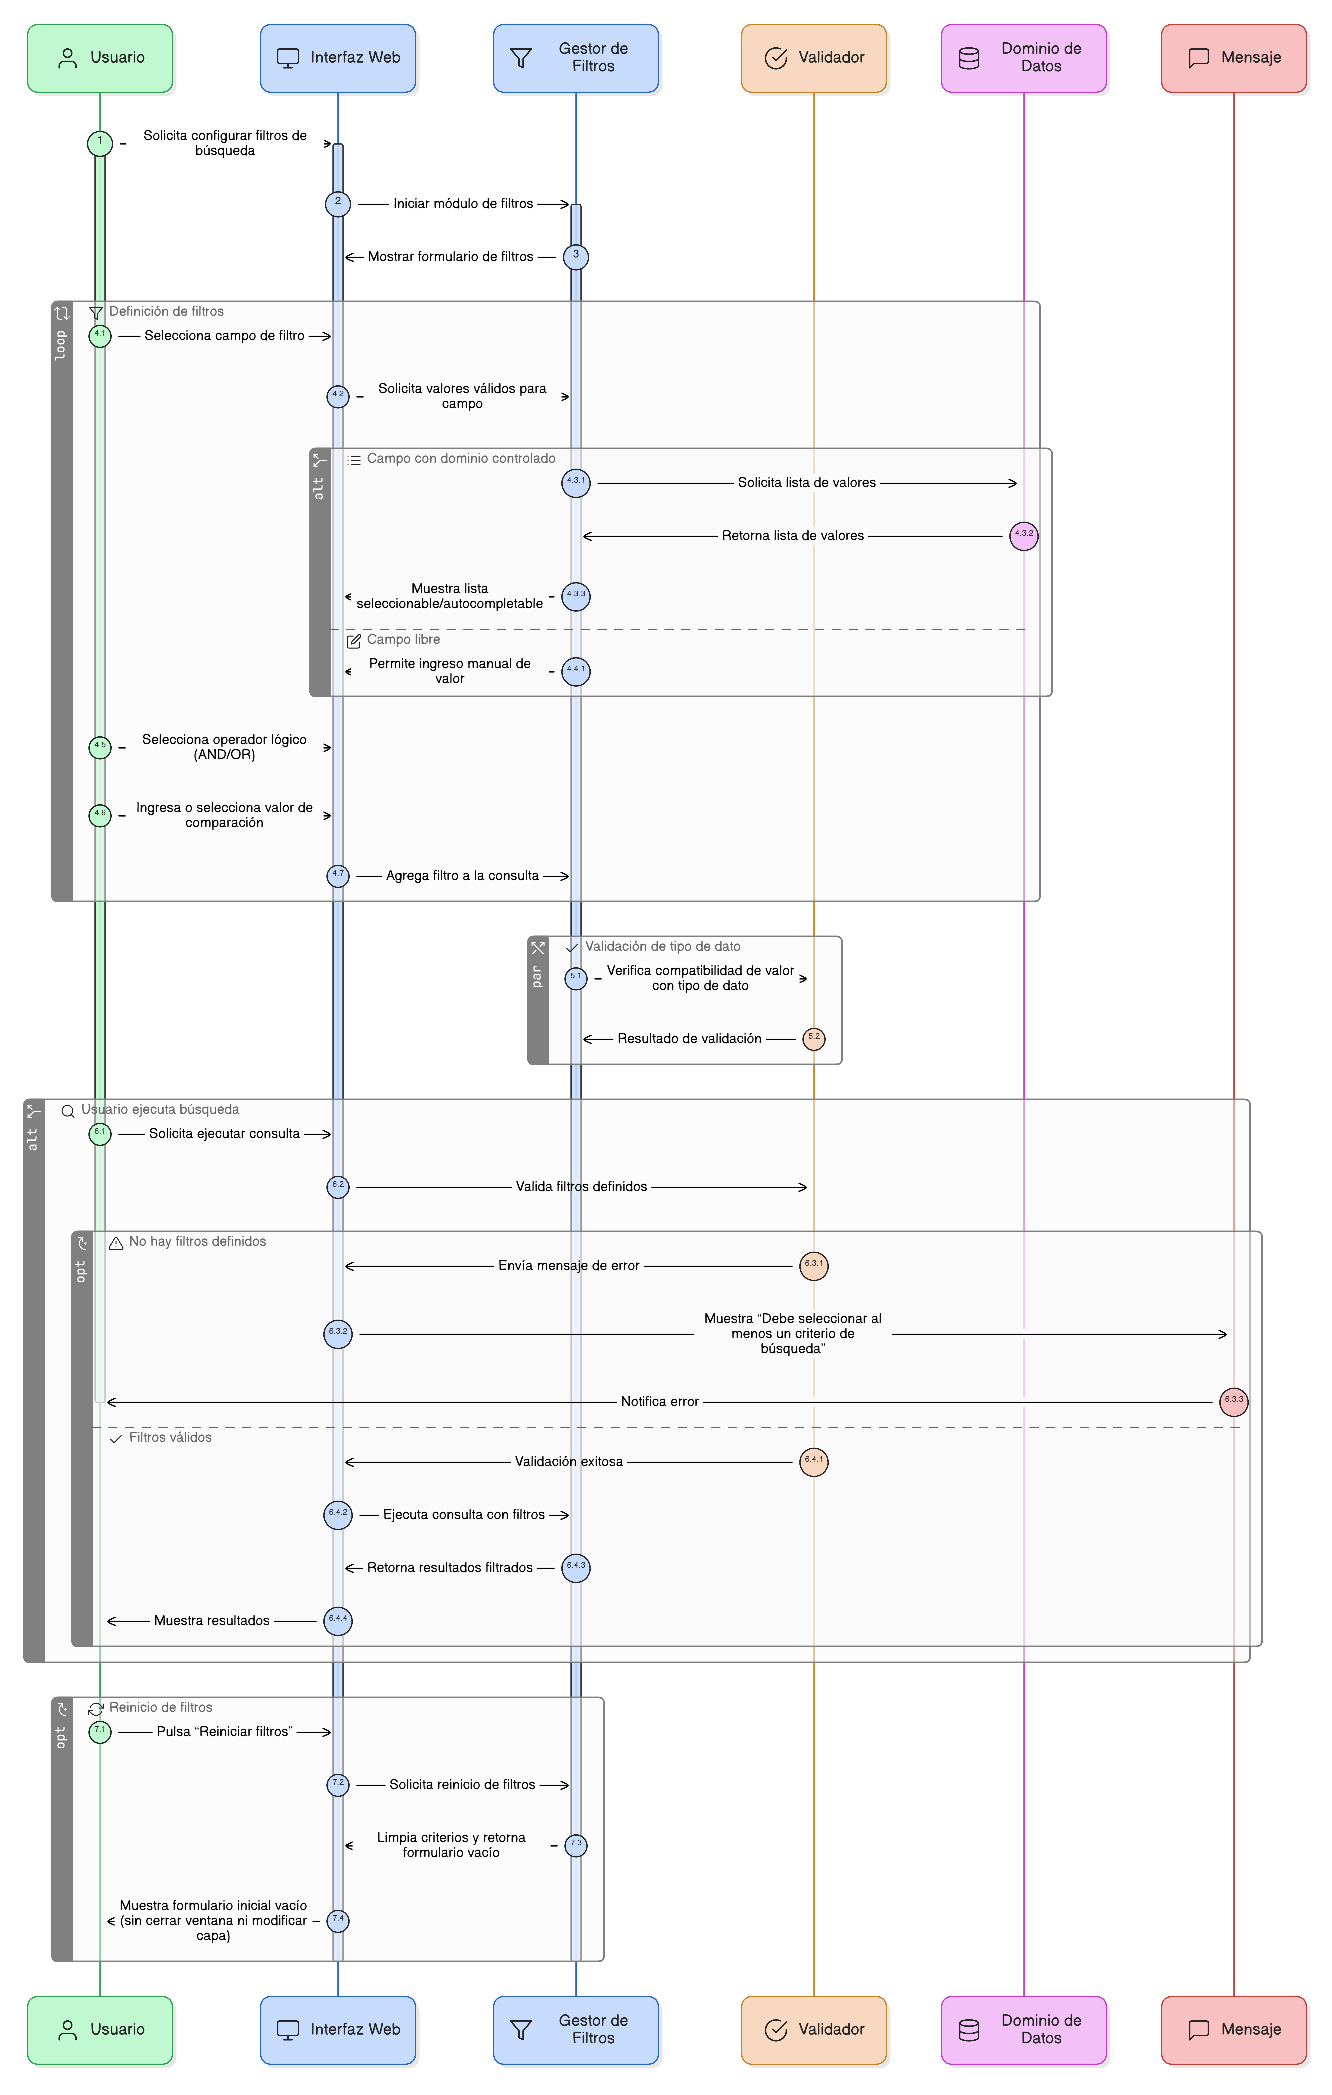 Usuario
Interfaz Web
Gestor de
Filtros
Validador
Dominio de
Datos
Mensaje
1
Solicita configurar filtros de
búsqueda
2
Iniciar módulo de filtros
Mostrar formulario de filtros
3
loop
Definición de filtros
4.1
Selecciona campo de filtro
4.2
Solicita valores válidos para
campo
alt
Campo con dominio controlado
4.3.1
Solicita lista de valores
Retorna lista de valores
4.3.2
Muestra lista
seleccionable/autocompletable
4.3.3
Campo libre
Permite ingreso manual de
valor
4.4.1
4.5
Selecciona operador lógico
(AND/OR)
4.6
Ingresa o selecciona valor de
comparación
4.7
Agrega filtro a la consulta
par
Validación de tipo de dato
5.1
Verifica compatibilidad de valor
con tipo de dato
Resultado de validación
5.2
alt
Usuario ejecuta búsqueda
6.1
Solicita ejecutar consulta
6.2
Valida filtros definidos
opt
No hay filtros definidos
Envía mensaje de error
6.3.1
6.3.2
Muestra “Debe seleccionar al
menos un criterio de
búsqueda”
Notifica error
6.3.3
Filtros válidos
Validación exitosa
6.4.1
6.4.2
Ejecuta consulta con filtros
Retorna resultados filtrados
6.4.3
Muestra resultados
6.4.4
opt
Reinicio de filtros
7.1
Pulsa “Reiniciar filtros”
7.2
Solicita reinicio de filtros
Limpia criterios y retorna
formulario vacío
7.3
Muestra formulario inicial vacío
(sin cerrar ventana ni modificar
capa)
7.4
Usuario
Interfaz Web
Gestor de
Filtros
Validador
Dominio de
Datos
Mensaje